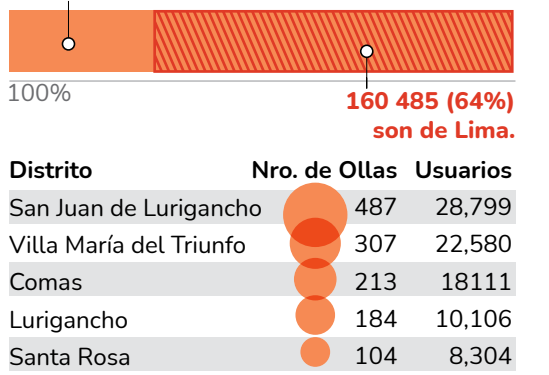 100%
160 485 (64%)
son de Lima.
Distrito Nro. de Ollas Usuarios
San Juan de Lurigancho 487 28,799
Villa María del Triunfo 307 22,580
Comas 213 18111
Lurigancho 184 10,106
Santa Rosa 104 8,304